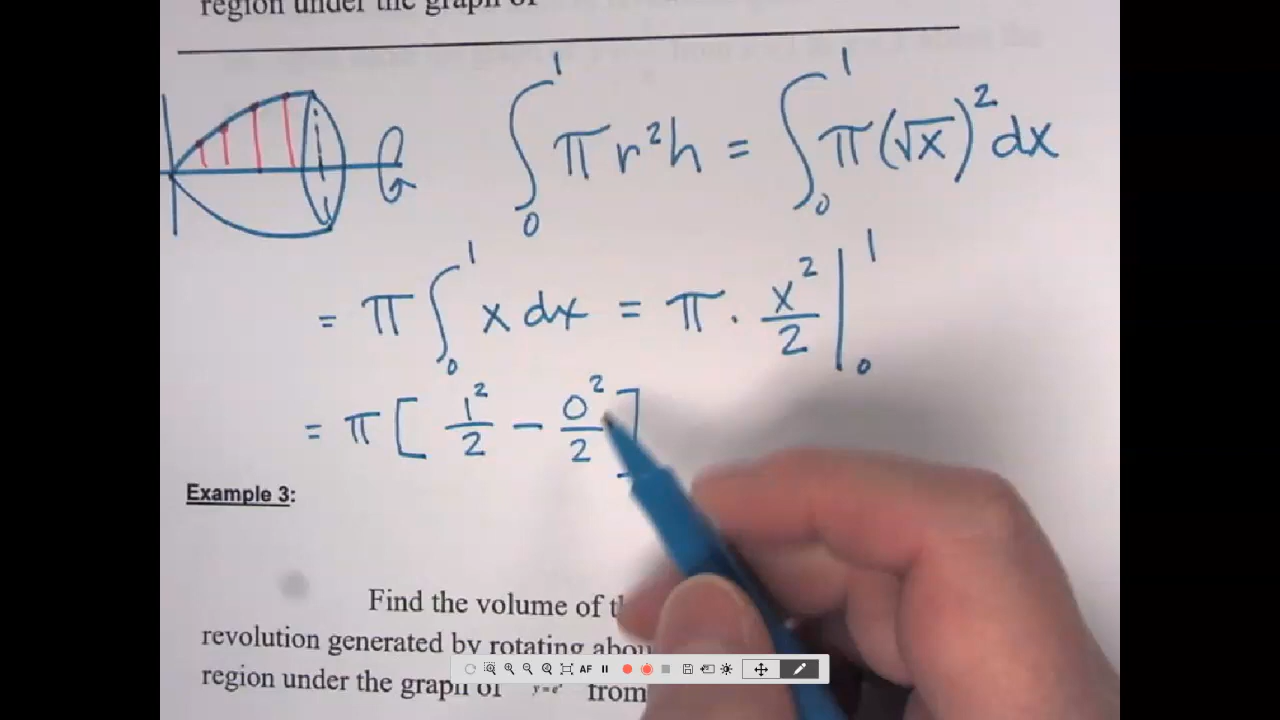 region under the graph of
∫₀¹ πr²h = ∫₀¹ π(√x)² dx
= π ∫₀¹ x dx = π · x²/2 |₀¹
= π [ 1²/2 − 0²/2 ]
Example 3:
Find the volume of
revolution generated by rotating
region under the graph of y=eˣ from
AF